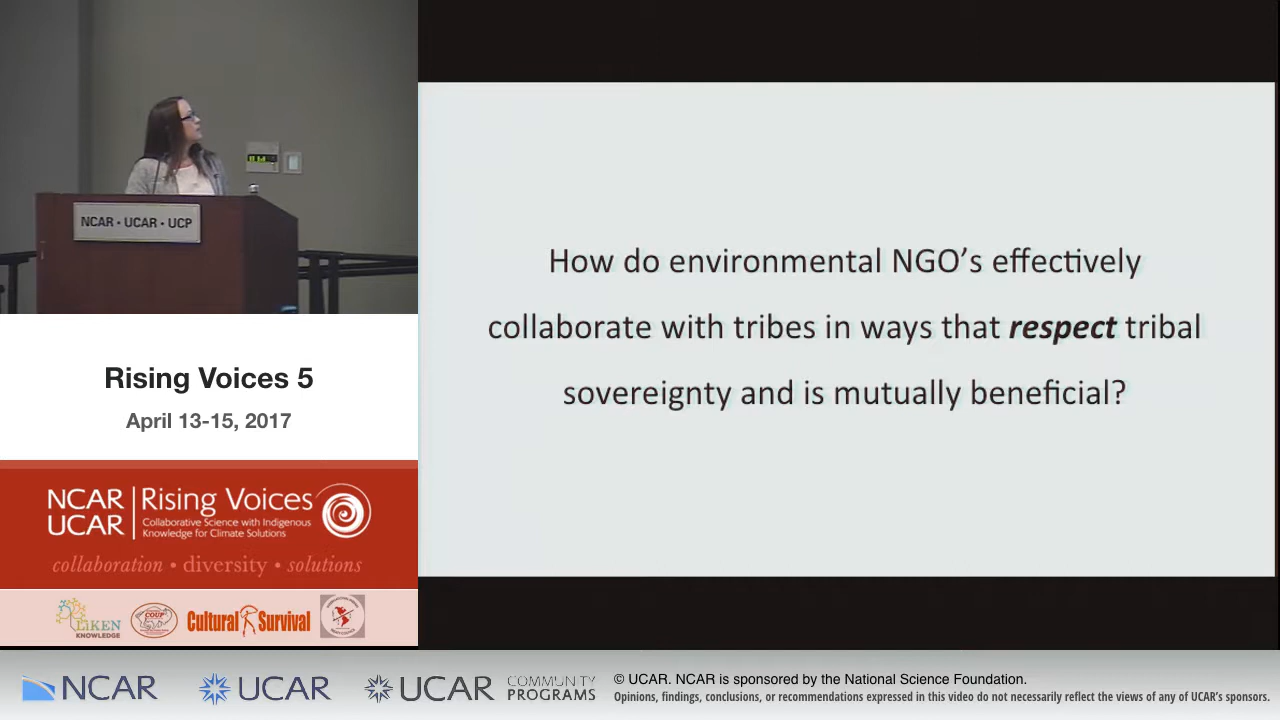 NCAR • UCAR • UCP
How do environmental NGO's effectively
collaborate with tribes in ways that respect tribal
sovereignty and is mutually beneficial?
Rising Voices 5
April 13-15, 2017
NCAR
UCAR
Rising Voices
Collaborative Science with Indigenous
Knowledge for Climate Solutions
collaboration • diversity • solutions
LiKEN
KNOWLEDGE
COUP
Cultural Survival
NCAR
UCAR
UCAR
COMMUNITY
PROGRAMS
© UCAR. NCAR is sponsored by the National Science Foundation.
Opinions, findings, conclusions, or recommendations expressed in this video do not necessarily reflect the views of any of UCAR's sponsors.